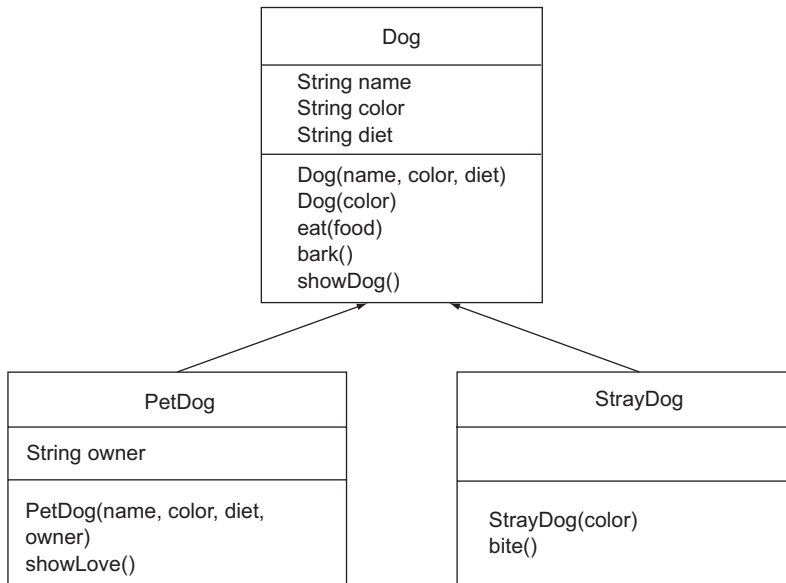 Dog
String name
String color
String diet
Dog(name, color, diet)
Dog(color)
eat(food)
bark()
showDog()
PetDog
String owner
PetDog(name, color, diet,
owner)
showLove()
StrayDog
StrayDog(color)
bite()